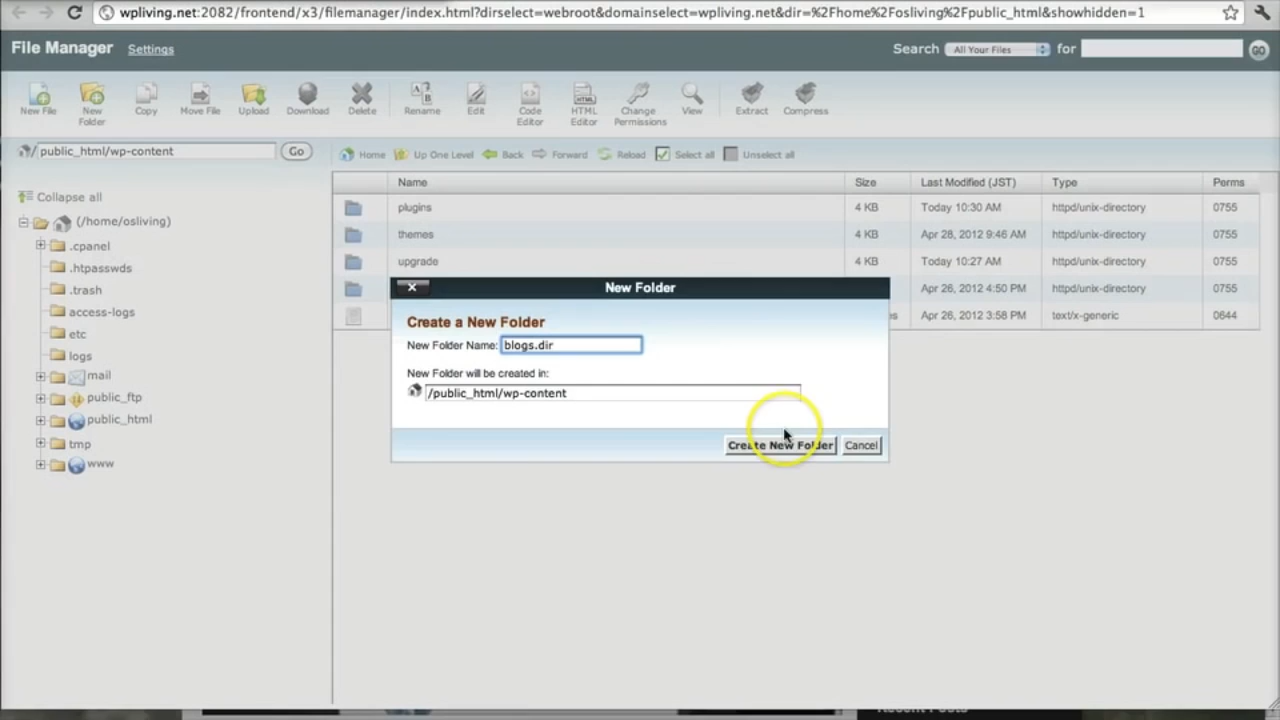 wpliving.net:2082/frontend/x3/filemanager/index.html?dirselect=webroot&domainselect=wpliving.net&dir=%2Fhome%2Fosliving%2Fpublic_html&showhidden=1
File Manager Settings Search All Your Files for GO
New File New Folder Copy Move File Upload Download Delete Rename Edit Code Editor HTML Editor Change Permissions View Extract Compress
/ public_html/wp-content Go Home Up One Level Back Forward Reload Select all Unselect all
Collapse all
(/home/osliving)
.cpanel
.htpasswds
.trash
access-logs
etc
logs
mail
public_ftp
public_html
tmp
www
Name Size Last Modified (JST) Type Perms
plugins 4 KB Today 10:30 AM httpd/unix-directory 0755
themes 4 KB Apr 28, 2012 9:46 AM httpd/unix-directory 0755
upgrade 4 KB Today 10:27 AM httpd/unix-directory 0755
Apr 26, 2012 4:50 PM httpd/unix-directory 0755
Apr 26, 2012 3:58 PM text/x-generic 0644
New Folder
Create a New Folder
New Folder Name: blogs.dir
New Folder will be created in:
/public_html/wp-content
Create New Folder Cancel
Recent Posts